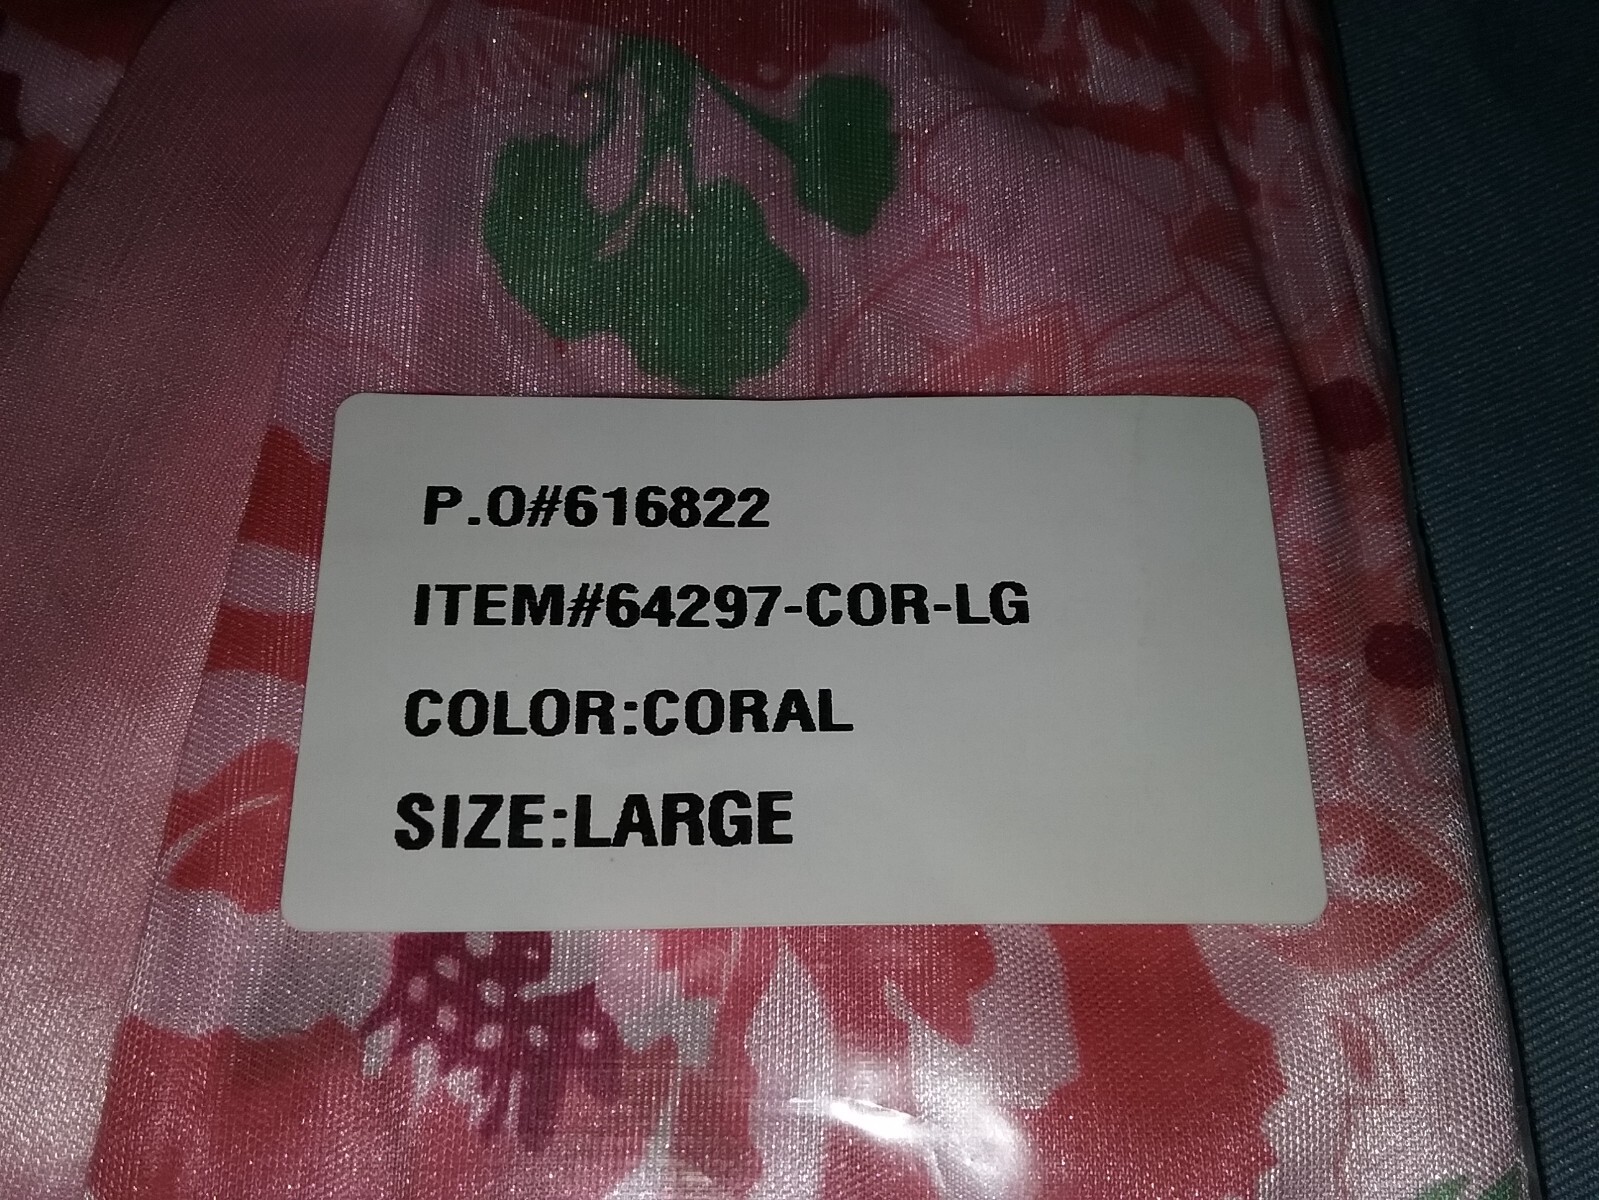 P.O#616822
ITEM#64297-COR-LG
COLOR:CORAL
SIZE:LARGE